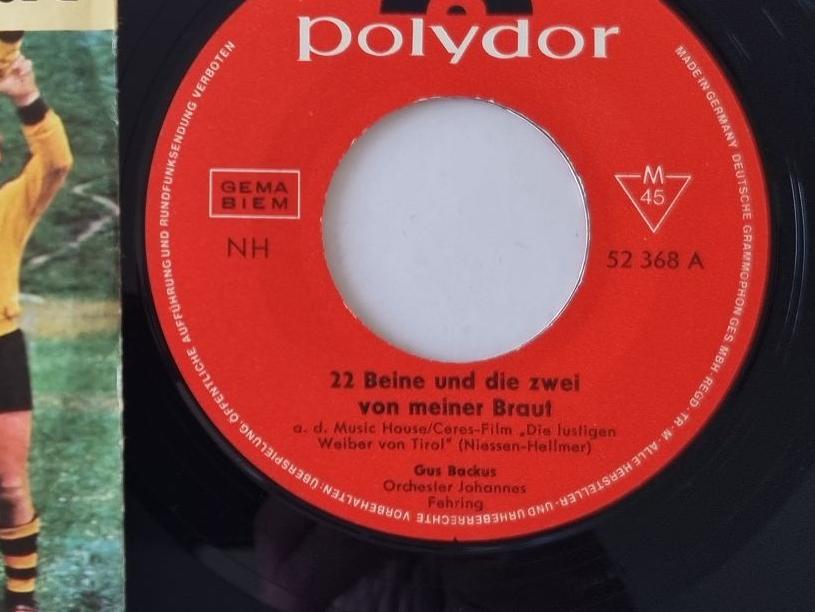 polydor
GEMA
BIEM
NH
M
45
52 368 A
22 Beine und die zwei
von meiner Braut
a. d. Music House/Ceres-Film „Die lustigen
Weiber von Tirol" (Niessen-Hellmer)
Gus Backus
Orchester Johannes
Fehring
MADE IN GERMANY DEUTSCHE GRAMMOPHON GES MBH · REGD · TR · M · ALLE HERSTELLER- UND URHEBERRECHTE VORBEHALTEN: ÜBERSPIELUNG, ÖFFENTLICHE AUFFÜHRUNG UND RUNDFUNKSENDUNG VERBOTEN